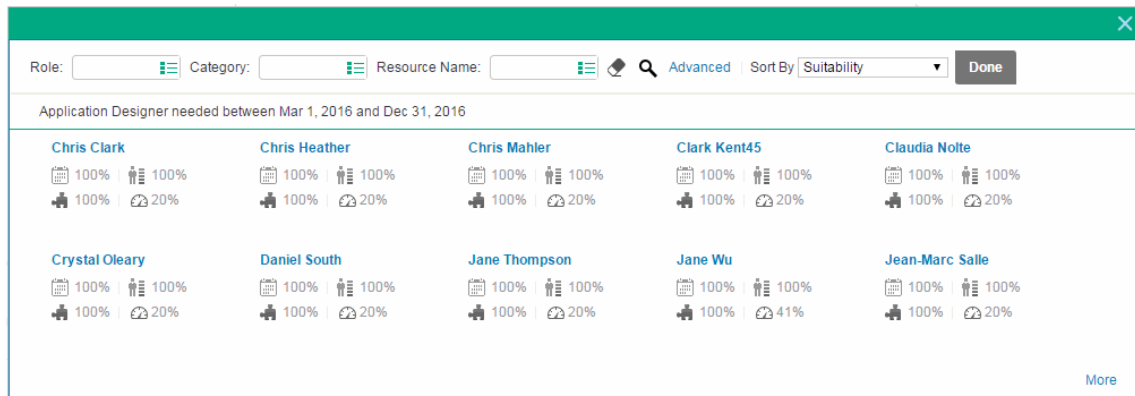 Role: Category: Resource Name: Advanced Sort By Suitability Done
Application Designer needed between Mar 1, 2016 and Dec 31, 2016
Chris Clark Chris Heather Chris Mahler Clark Kent45 Claudia Nolte
100% 100% 100% 100% 100% 100% 100% 100% 100% 100%
100% 20% 100% 20% 100% 20% 100% 20% 100% 20%
Crystal Oleary Daniel South Jane Thompson Jane Wu Jean-Marc Salle
100% 100% 100% 100% 100% 100% 100% 100% 100% 100%
100% 20% 100% 20% 100% 20% 100% 41% 100% 20%
More